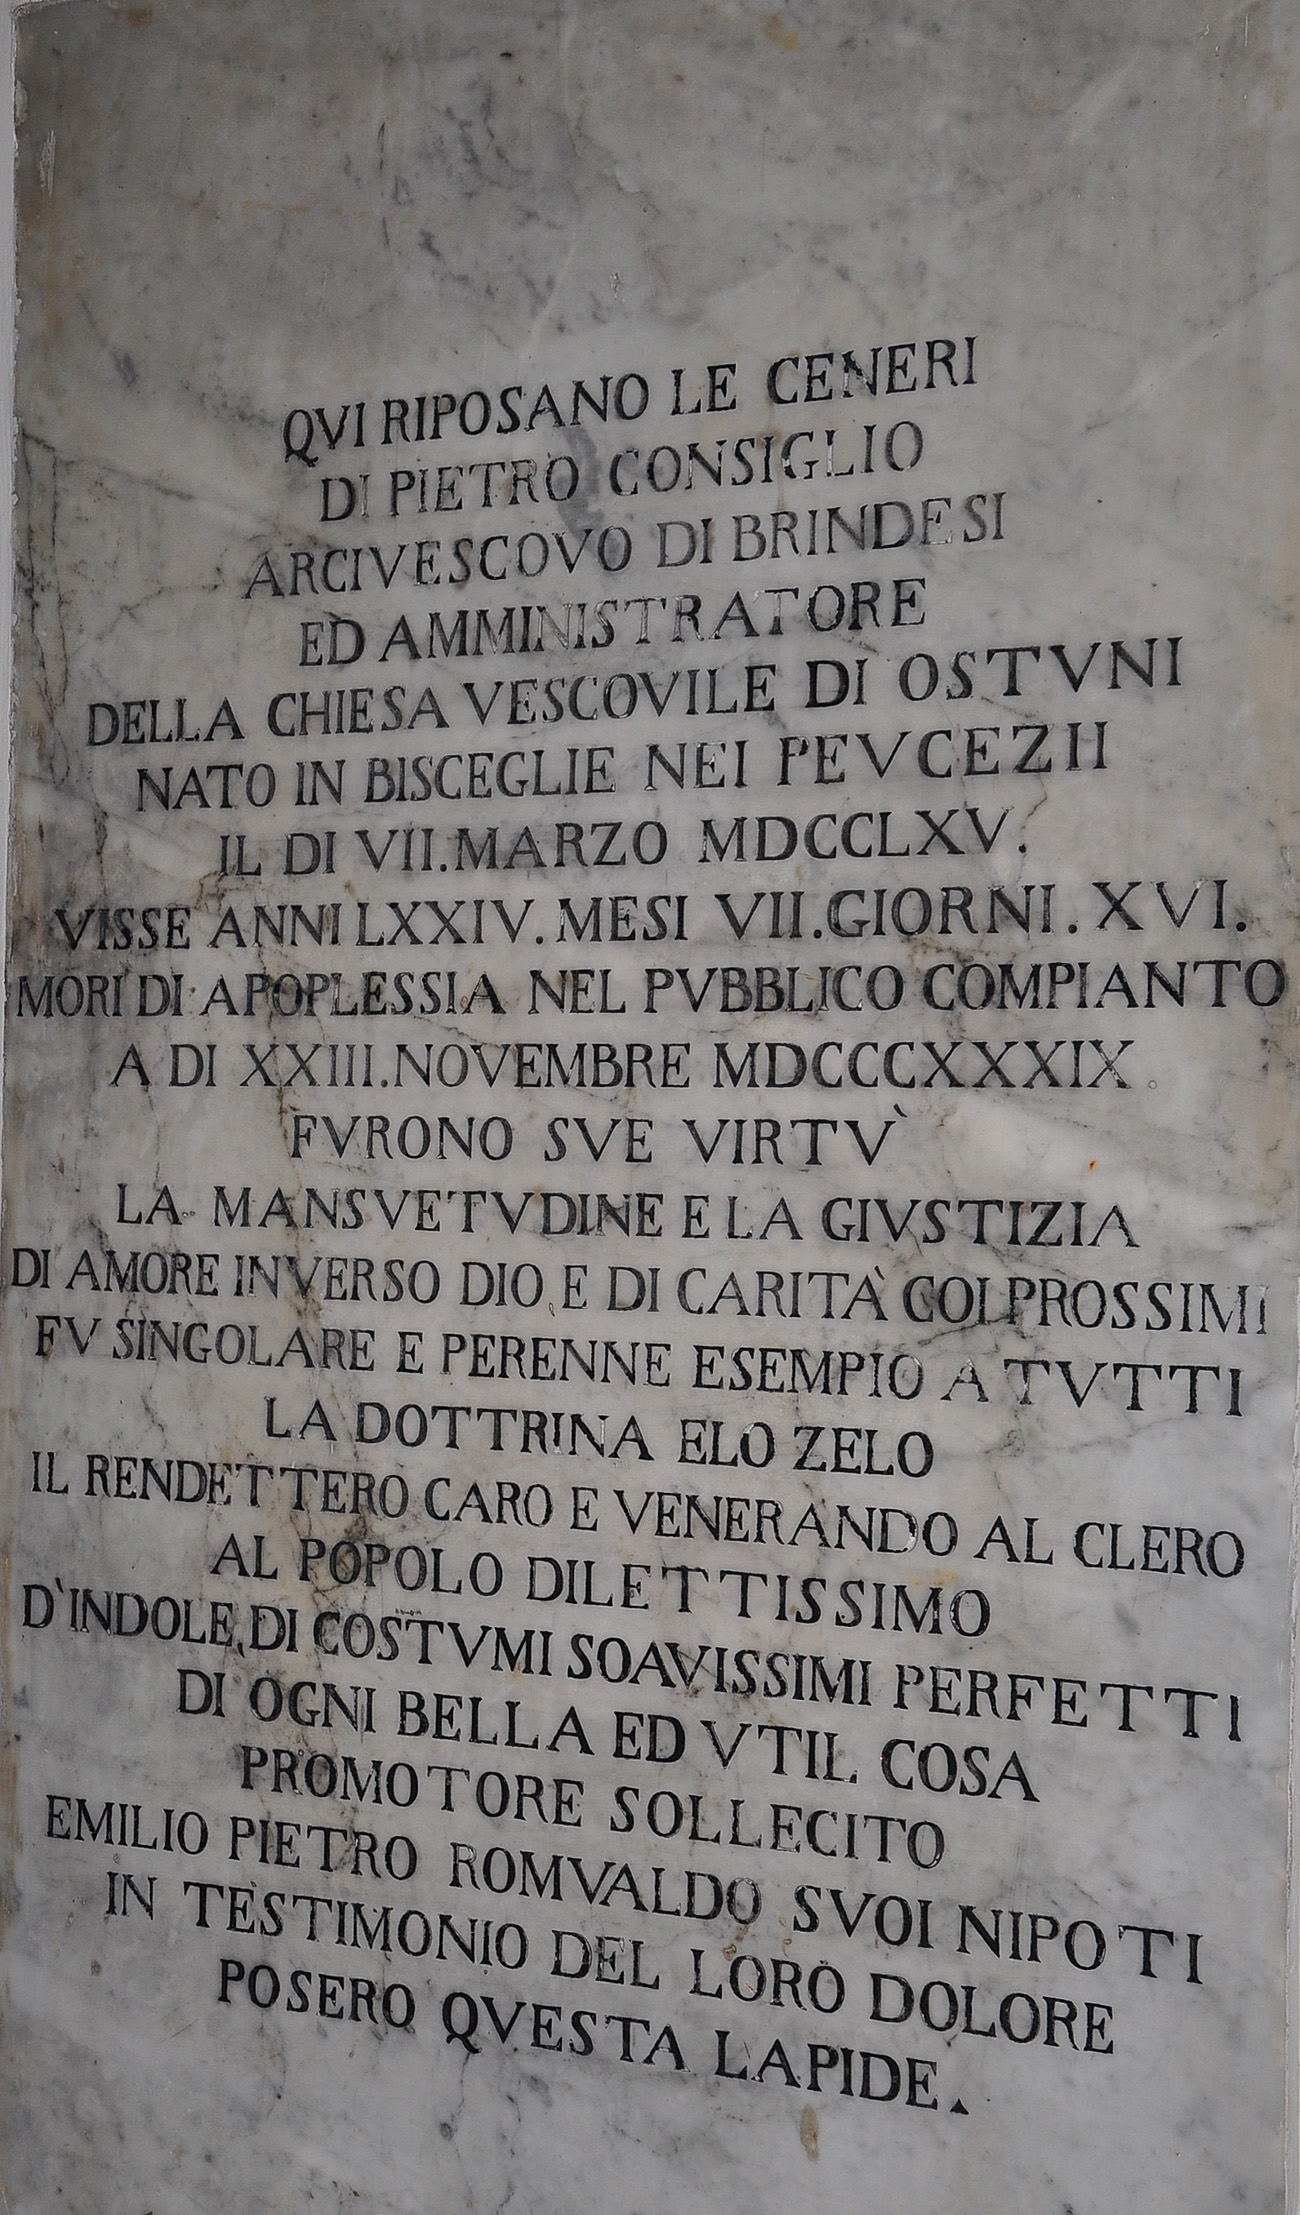 QVI RIPOSANO LE CENERI
DI PIETRO CONSIGLIO
ARCIVESCOVO DI BRINDESI
ED AMMINISTRATORE
DELLA CHIESA VESCOVILE DI OSTVNI
NATO IN BISCEGLIE NEI PEVCEZII
IL DI VII. MARZO MDCCLXV.
VISSE ANNI LXXIV. MESI VII. GIORNI. XVI.
MORI DI APOPLESSIA NEL PVBBLICO COMPIANTO
A DI XXIII. NOVEMBRE MDCCCXXXIX.
FVRONO SVE VIRTV̀
LA MANSVETVDINE E LA GIVSTIZIA
DI AMORE INVERSO DIO, E DI CARITÀ COI PROSSIMI
FV SINGOLARE E PERENNE ESEMPIO A TVTTI
LA DOTTRINA E LO ZELO
IL RENDETTERO CARO E VENERANDO AL CLERO
AL POPOLO DILETTISSIMO
D'INDOLE, DI COSTVMI SOAVISSIMI PERFETTI
DI OGNI BELLA ED VTIL COSA
PROMOTORE SOLLECITO
EMILIO PIETRO ROMVALDO SVOI NIPOTI
IN TESTIMONIO DEL LORO DOLORE
POSERO QVESTA LAPIDE.